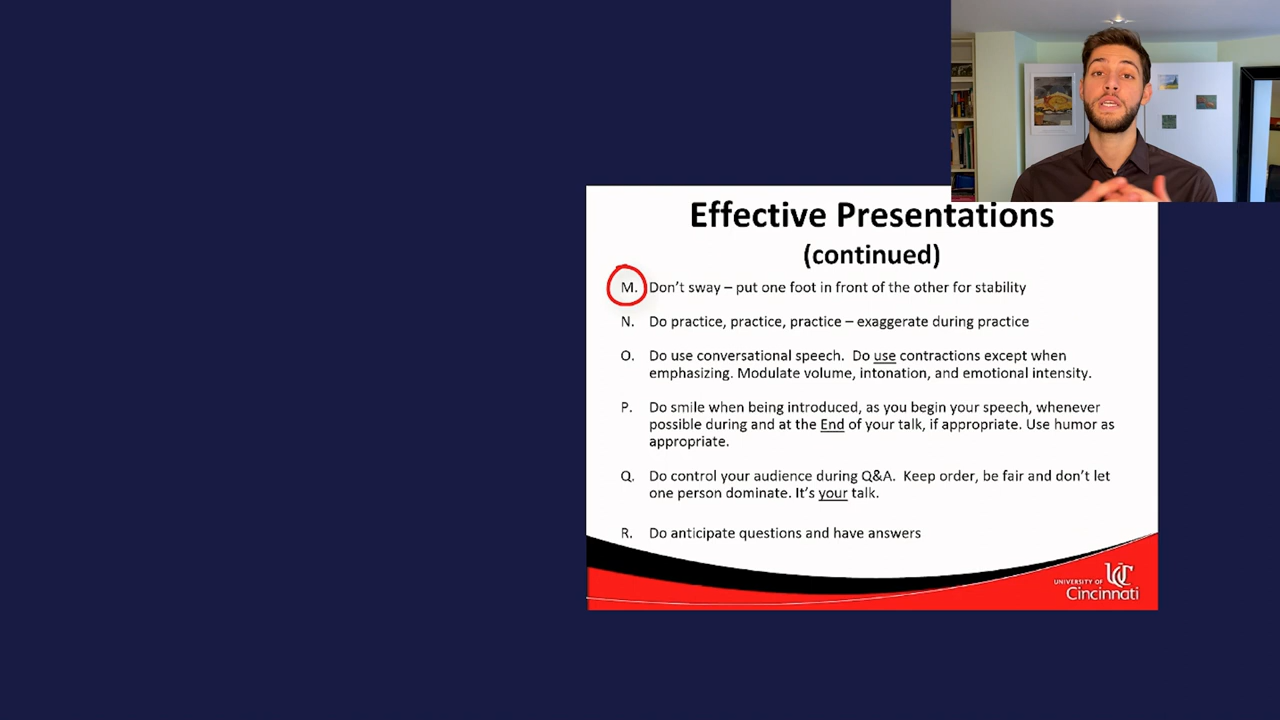 Effective Presentations
(continued)
M. Don't sway – put one foot in front of the other for stability
N. Do practice, practice, practice – exaggerate during practice
O. Do use conversational speech.  Do use contractions except when
emphasizing. Modulate volume, intonation, and emotional intensity.
P. Do smile when being introduced, as you begin your speech, whenever
possible during and at the End of your talk, if appropriate. Use humor as
appropriate.
Q. Do control your audience during Q&A.  Keep order, be fair and don't let
one person dominate. It's your talk.
R. Do anticipate questions and have answers
UNIVERSITY OF
Cincinnati
UC